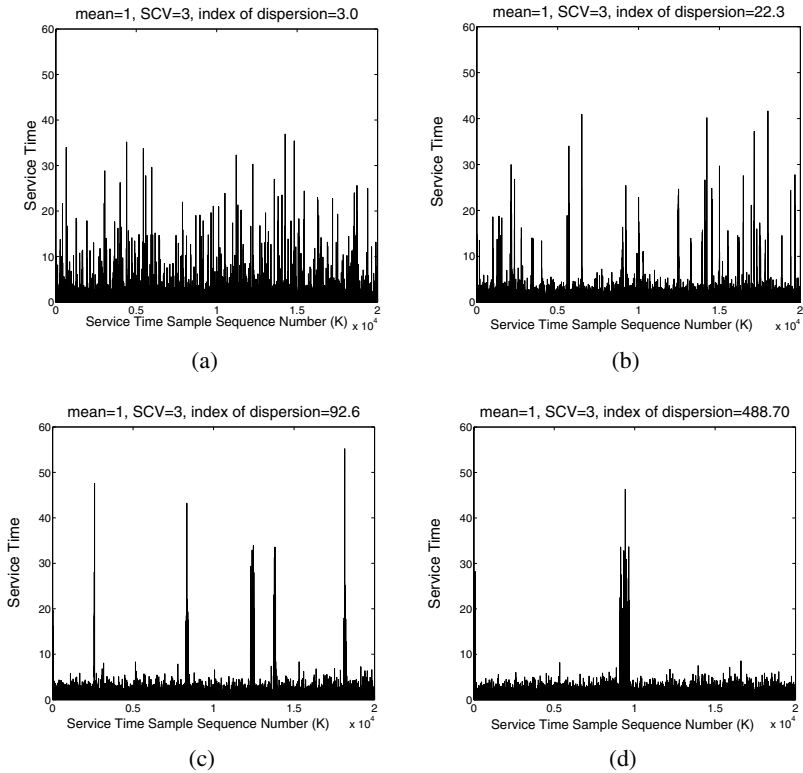 mean=1, SCV=3, index of dispersion=3.0
60
50
40
30
20
10
0
Service Time
0 0.5 1 1.5 2
Service Time Sample Sequence Number (K) x 10^4
(a)
mean=1, SCV=3, index of dispersion=22.3
60
50
40
30
20
10
0
Service Time
0 0.5 1 1.5 2
Service Time Sample Sequence Number (K) x 10^4
(b)
mean=1, SCV=3, index of dispersion=92.6
60
50
40
30
20
10
0
Service Time
0 0.5 1 1.5 2
Service Time Sample Sequence Number (K) x 10^4
(c)
mean=1, SCV=3, index of dispersion=488.70
60
50
40
30
20
10
0
Service Time
0 0.5 1 1.5 2
Service Time Sample Sequence Number (K) x 10^4
(d)